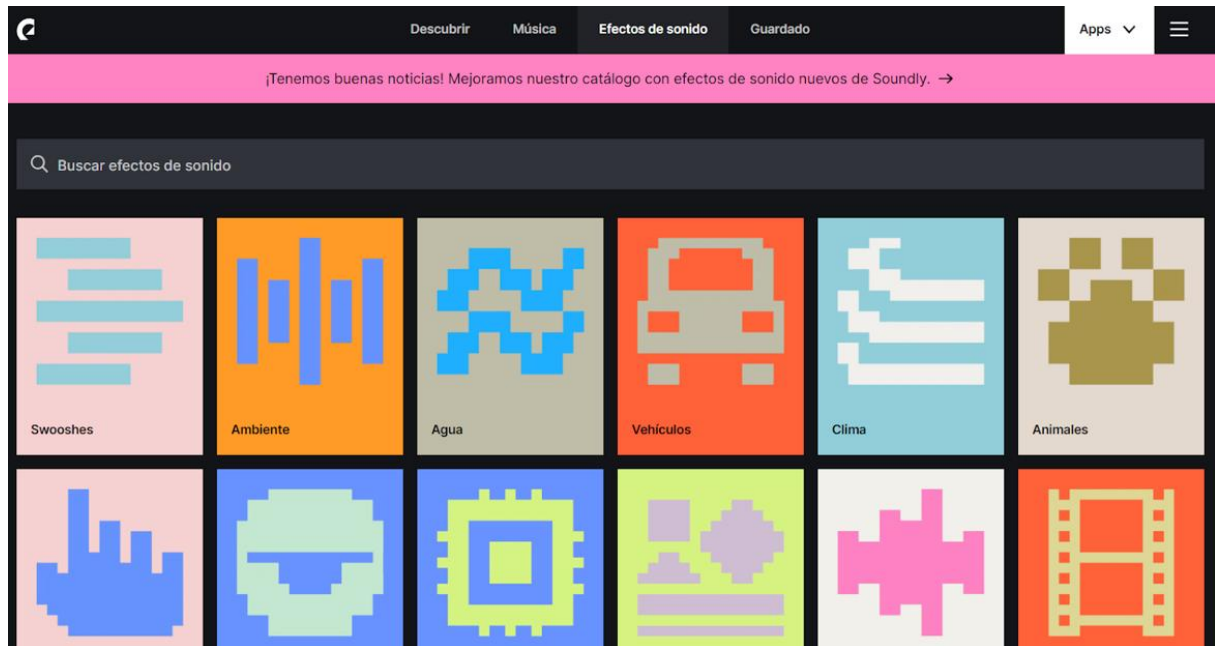 Descubrir Música Efectos de sonido Guardado Apps
¡Tenemos buenas noticias! Mejoramos nuestro catálogo con efectos de sonido nuevos de Soundly. →
Buscar efectos de sonido
Swooshes Ambiente Agua Vehículos Clima Animales